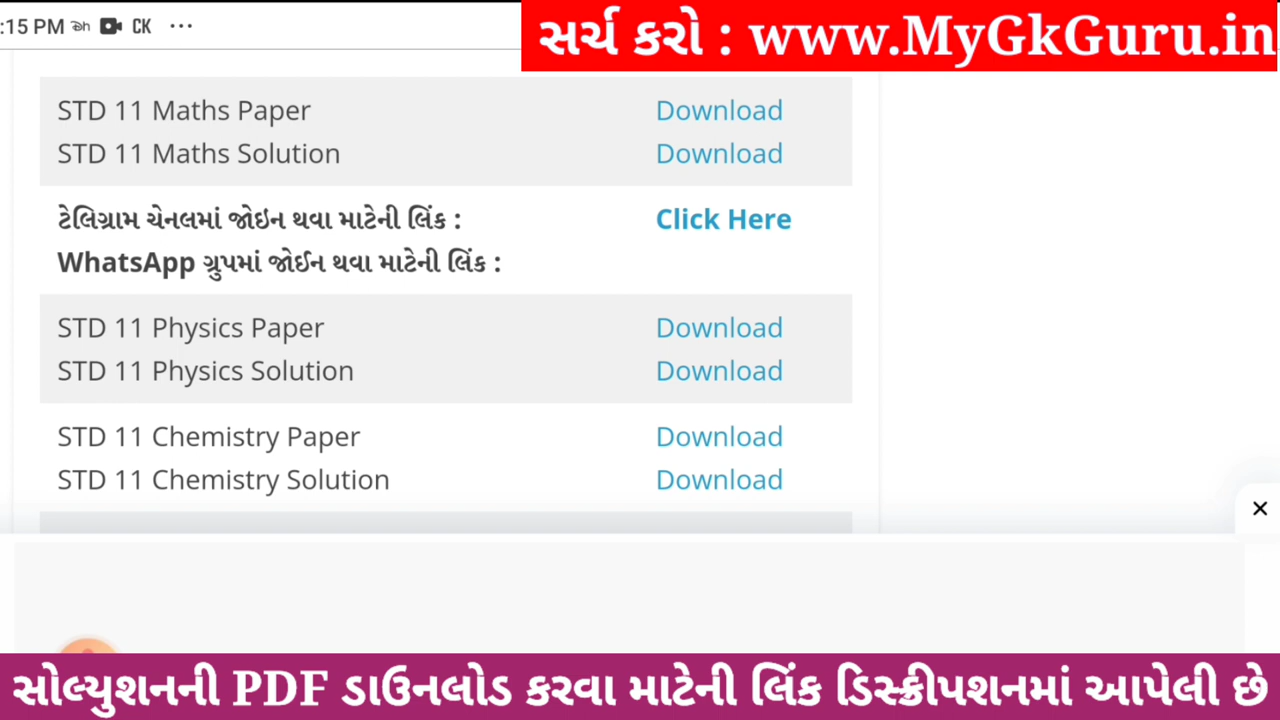 :15 PM CK ...
સર્ચ કરો : www.MyGkGuru.in
STD 11 Maths Paper Download
STD 11 Maths Solution Download
ટેલિગ્રામ ચેનલમાં જોઇન થવા માટેની લિંક : Click Here
WhatsApp ગ્રુપમાં જોઈન થવા માટેની લિંક :
STD 11 Physics Paper Download
STD 11 Physics Solution Download
STD 11 Chemistry Paper Download
STD 11 Chemistry Solution Download
સોલ્યુશનની PDF ડાઉનલોડ કરવા માટેની લિંક ડિસ્ક્રીપશનમાં આપેલી છે